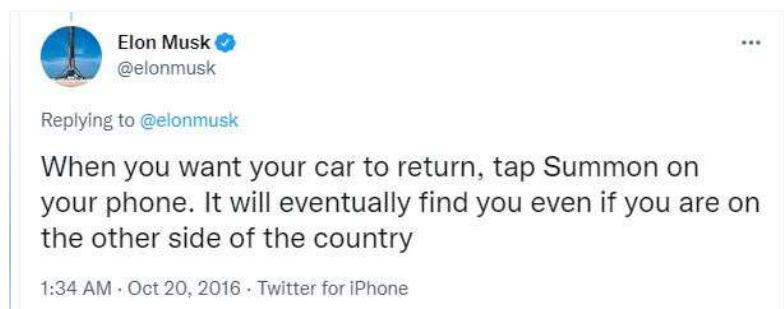 Elon Musk
@elonmusk
Replying to @elonmusk
When you want your car to return, tap Summon on
your phone. It will eventually find you even if you are on
the other side of the country
1:34 AM · Oct 20, 2016 · Twitter for iPhone